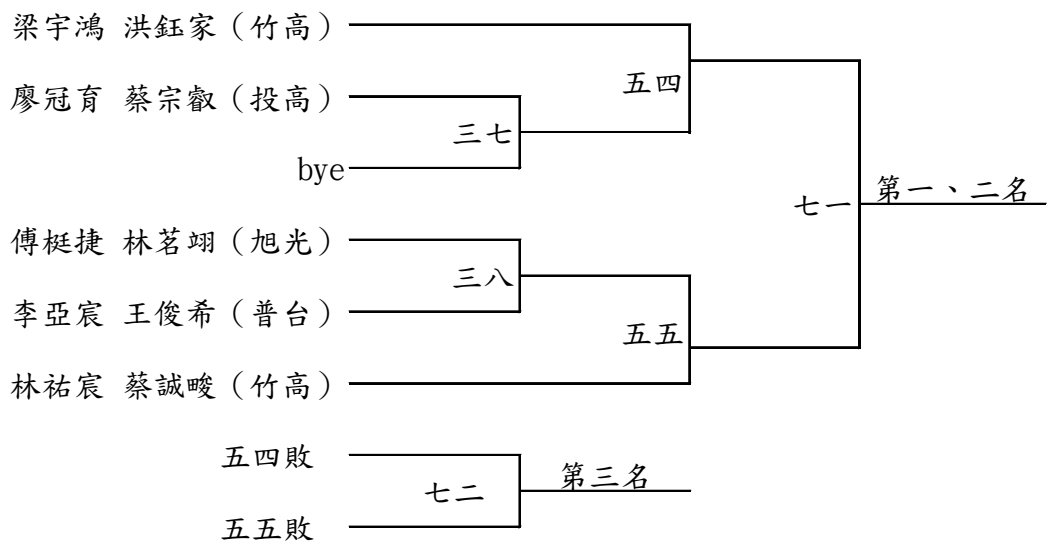 梁宇鴻 洪鈺家（竹高）
五四
廖冠育 蔡宗叡（投高）
三七
bye
七一
第一、二名
傅梃捷 林茗翊（旭光）
三八
李亞宸 王俊希（普台）
五五
林祐宸 蔡誠畯（竹高）
五四敗
七二
第三名
五五敗